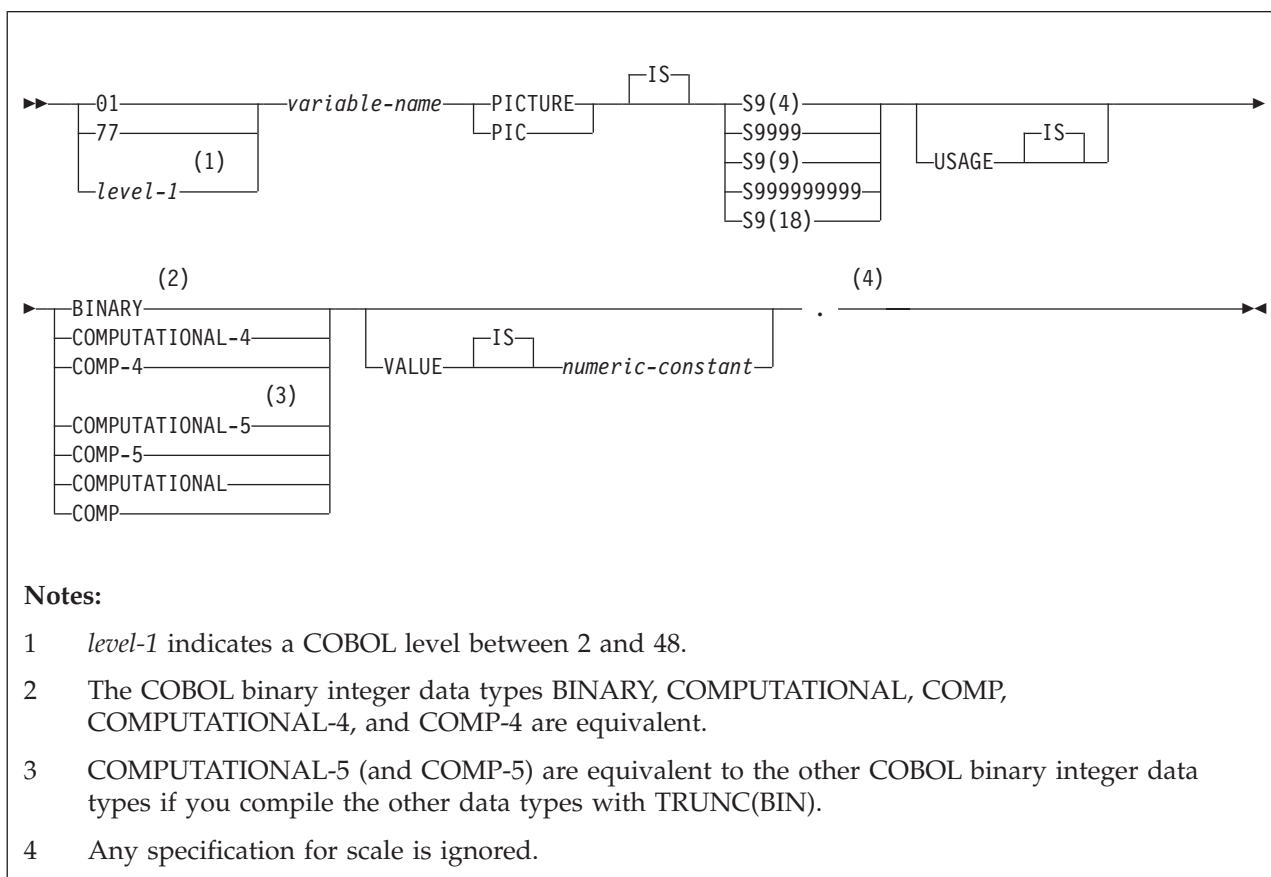 IS
01 variable-name PICTURE S9(4)
77 PIC S9999 IS
(1) S9(9) USAGE
level-1 S999999999
S9(18)
(2) (4)
BINARY .
COMPUTATIONAL-4 IS
COMP-4 VALUE numeric-constant
(3)
COMPUTATIONAL-5
COMP-5
COMPUTATIONAL
COMP
Notes:
1 level-1 indicates a COBOL level between 2 and 48.
2 The COBOL binary integer data types BINARY, COMPUTATIONAL, COMP,
COMPUTATIONAL-4, and COMP-4 are equivalent.
3 COMPUTATIONAL-5 (and COMP-5) are equivalent to the other COBOL binary integer data
types if you compile the other data types with TRUNC(BIN).
4 Any specification for scale is ignored.